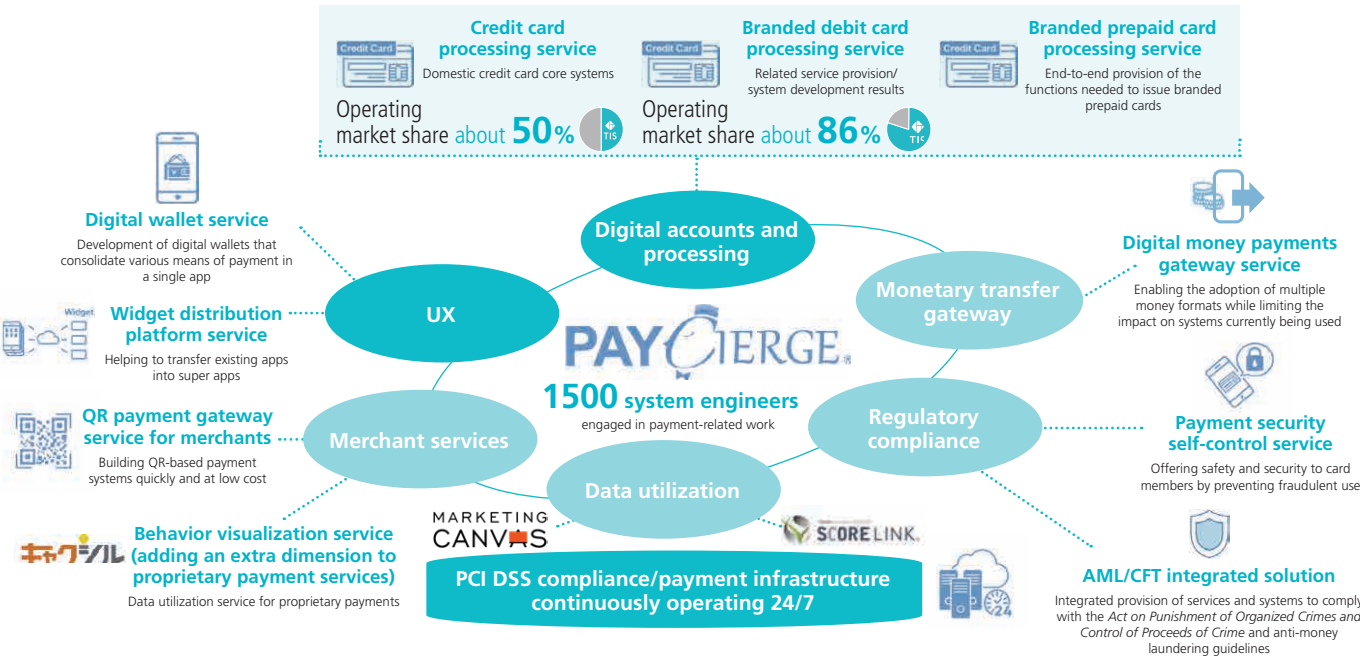 Credit Card
Credit card
processing service
Domestic credit card core systems
Operating
market share about 50%
TIS
Credit Card
Branded debit card
processing service
Related service provision/
system development results
Operating
market share about 86%
TIS
Credit Card
Branded prepaid card
processing service
End-to-end provision of the
functions needed to issue branded
prepaid cards
Digital wallet service
Development of digital wallets that
consolidate various means of payment in
a single app
Widget
Widget distribution
platform service
Helping to transfer existing apps
into super apps
QR payment gateway
service for merchants
Building QR-based payment
systems quickly and at low cost
キャクシル
Behavior visualization service
(adding an extra dimension to
proprietary payment services)
Data utilization service for proprietary payments
Digital accounts and
processing
UX
Monetary transfer
gateway
PAYCIERGE®
1500 system engineers
engaged in payment-related work
Merchant services
Regulatory
compliance
Data utilization
MARKETING
CANVAS
SCORE LINK.
PCI DSS compliance/payment infrastructure
continuously operating 24/7
24
Digital money payments
gateway service
Enabling the adoption of multiple
money formats while limiting the
impact on systems currently being used
Payment security
self-control service
Offering safety and security to card
members by preventing fraudulent use
AML/CFT integrated solution
Integrated provision of services and systems to comply
with the Act on Punishment of Organized Crimes and
Control of Proceeds of Crime and anti-money
laundering guidelines